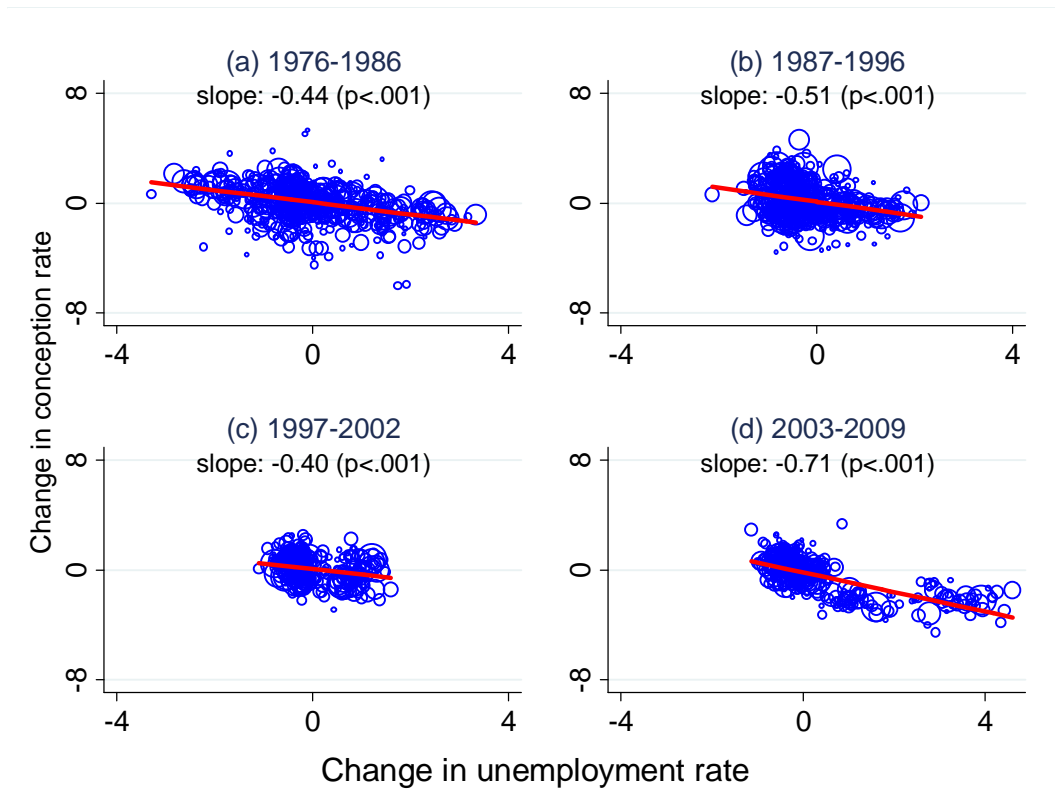 (a) 1976-1986
slope: -0.44 (p<.001)
8
0
-8
-4 0 4
(b) 1987-1996
slope: -0.51 (p<.001)
8
0
-8
-4 0 4
Change in conception rate
(c) 1997-2002
slope: -0.40 (p<.001)
8
0
-8
-4 0 4
(d) 2003-2009
slope: -0.71 (p<.001)
8
0
-8
-4 0 4
Change in unemployment rate